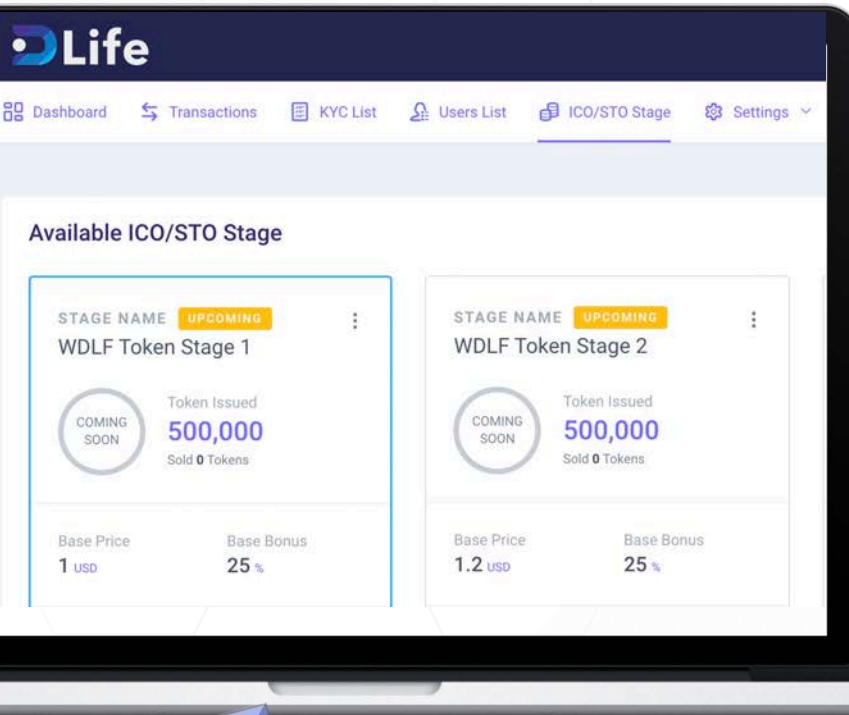 DLife
Dashboard Transactions KYC List Users List ICO/STO Stage Settings
Available ICO/STO Stage
STAGE NAME UPCOMING
WDLF Token Stage 1
COMING SOON
Token Issued
500,000
Sold 0 Tokens
Base Price Base Bonus
1 USD 25 %
STAGE NAME UPCOMING
WDLF Token Stage 2
COMING SOON
Token Issued
500,000
Sold 0 Tokens
Base Price Base Bonus
1.2 USD 25 %